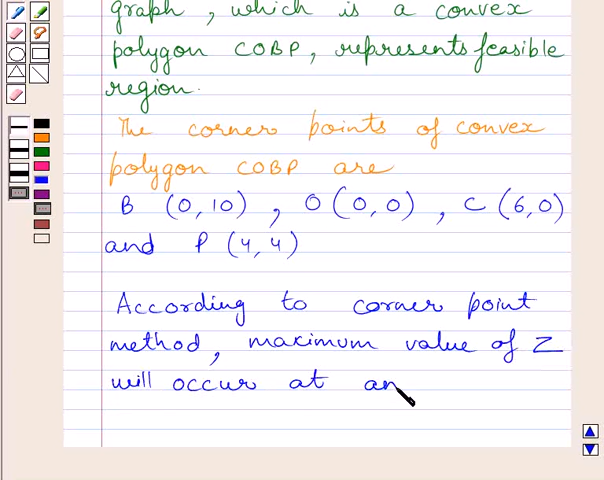 graph, which is a convex
polygon COBP, represents feasible
region.
The corner points of convex
polygon COBP are
B (0, 10) , O (0, 0) , C (6, 0)
and P (4, 4)
According to corner point
method, maximum value of Z
will occur at an